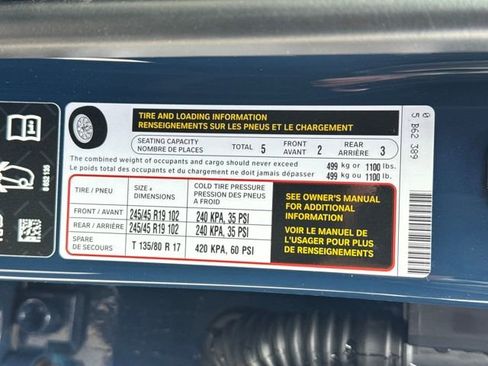 TIRE AND LOADING INFORMATION
RENSEIGNEMENTS SUR LES PNEUS ET LE CHARGEMENT
SEATING CAPACITY
NOMBRE DE PLACES
TOTAL 5
FRONT
AVANT 2
REAR
ARRIÈRE 3
The combined weight of occupants and cargo should never exceed 499 kg or 1100 lbs.
Le poids total des occupants et du chargement ne doit jamais dépasser 499 kg ou 1100 lb.
TIRE / PNEU
SIZE +
DIMENSIONS
COLD TIRE PRESSURE
PRESSION DES PNEUS
A FROID
FRONT / AVANT 245/45 R19 102 240 KPA, 35 PSI
REAR / ARRIÈRE 245/45 R19 102 240 KPA, 35 PSI
SPARE
DE SECOURS
T 135/80 R 17 420 KPA, 60 PSI
SEE OWNER'S MANUAL
FOR ADDITIONAL
INFORMATION
VOIR LE MANUEL DE
L'USAGER POUR PLUS
DE RENSEIGNEMENTS
0
5 B62 389